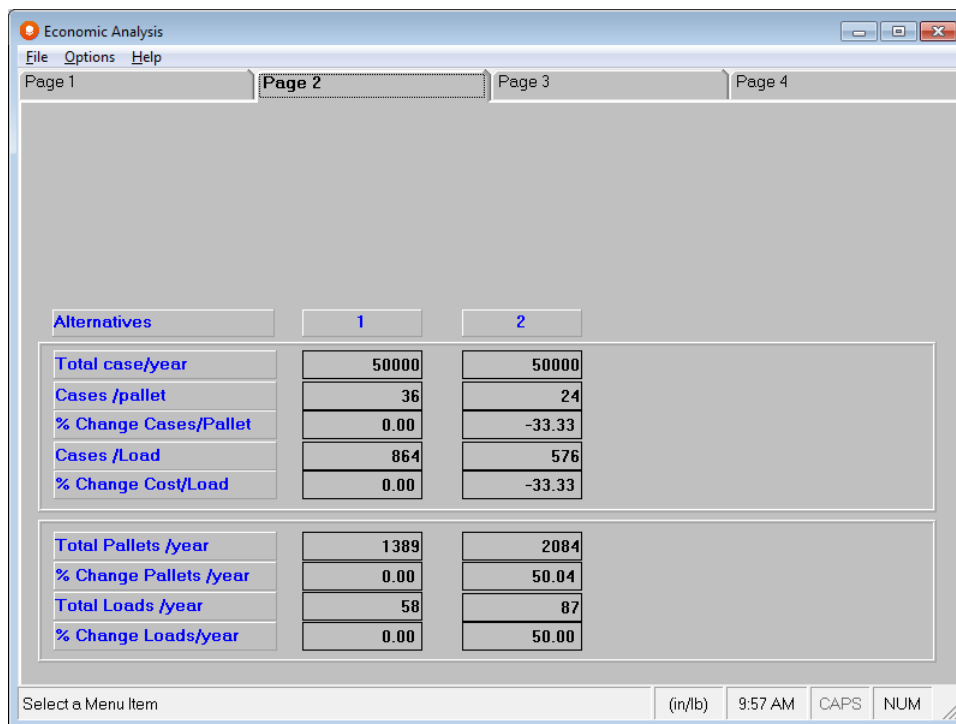 Economic Analysis
File Options Help
Page 1 Page 2 Page 3 Page 4
Alternatives 1 2
Total case/year 50000 50000
Cases /pallet 36 24
% Change Cases/Pallet 0.00 -33.33
Cases /Load 864 576
% Change Cost/Load 0.00 -33.33
Total Pallets /year 1389 2084
% Change Pallets /year 0.00 50.04
Total Loads /year 58 87
% Change Loads/year 0.00 50.00
Select a Menu Item (in/lb) 9:57 AM CAPS NUM